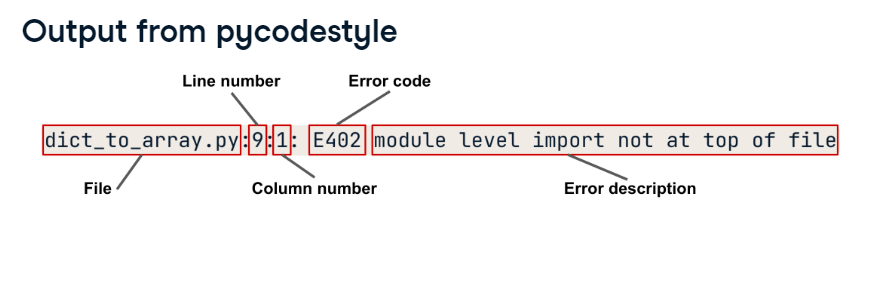 Output from pycodestyle
Line number Error code
dict_to_array.py:9:1: E402 module level import not at top of file
File Column number Error description